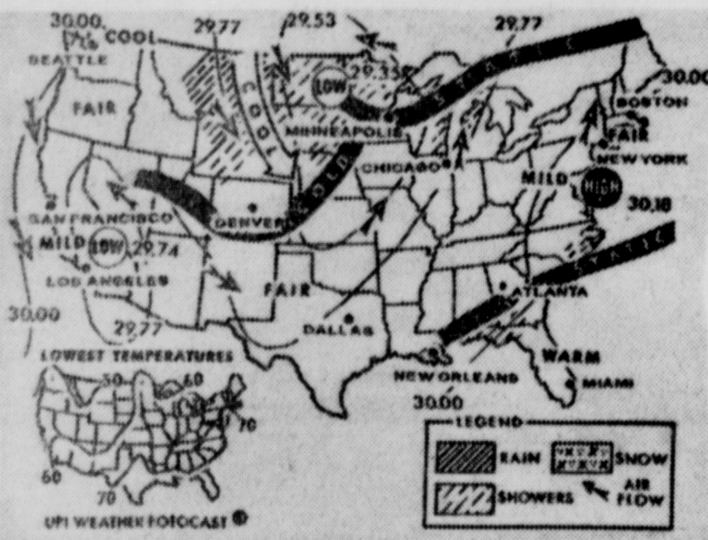 30.00
COOL
29.77
29.53
29.77
SEATTLE
LOW
29.35
30.00
STATIC
BOSTON
FAIR
COOL
MINNEAPOLIS
FAIR
NEW YORK
CHICAGO
COLD
MILD
HIGH
30.18
SAN FRANCISCO
DENVER
MILD
LOW
29.74
STATIC
LOS ANGELES
FAIR
ATLANTA
30.00
29.77
DALLAS
LOWEST TEMPERATURES
WARM
NEW ORLEANS
MIAMI
50
60
30.00
70
LEGEND
RAIN
SNOW
60
70
SHOWERS
AIR
FLOW
UPI WEATHER FOTOCAST ®